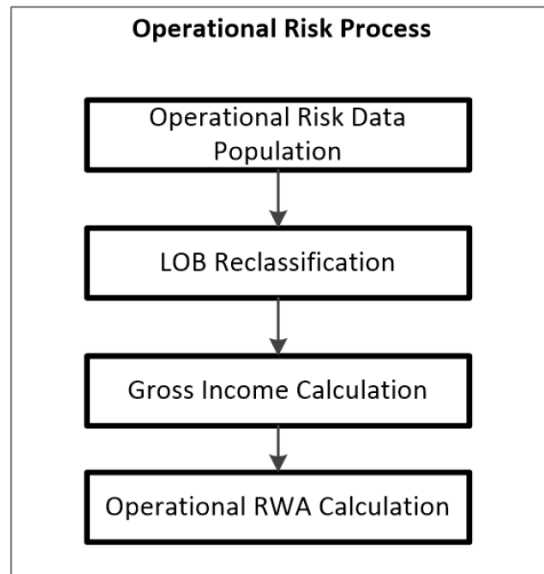 Operational Risk Process
Operational Risk Data
Population
LOB Reclassification
Gross Income Calculation
Operational RWA Calculation